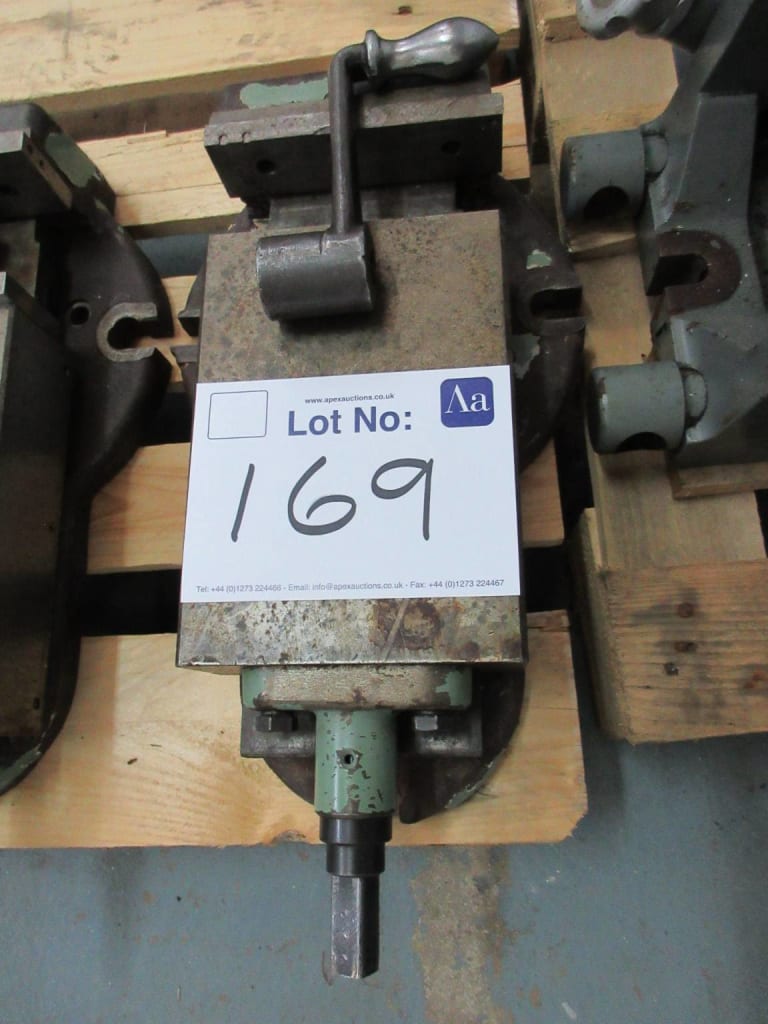 www.apexauctions.co.uk
Aa
Lot No:
169
Tel: +44 (0)1273 224466 - Email: info@apexauctions.co.uk - Fax: +44 (0)1273 224467